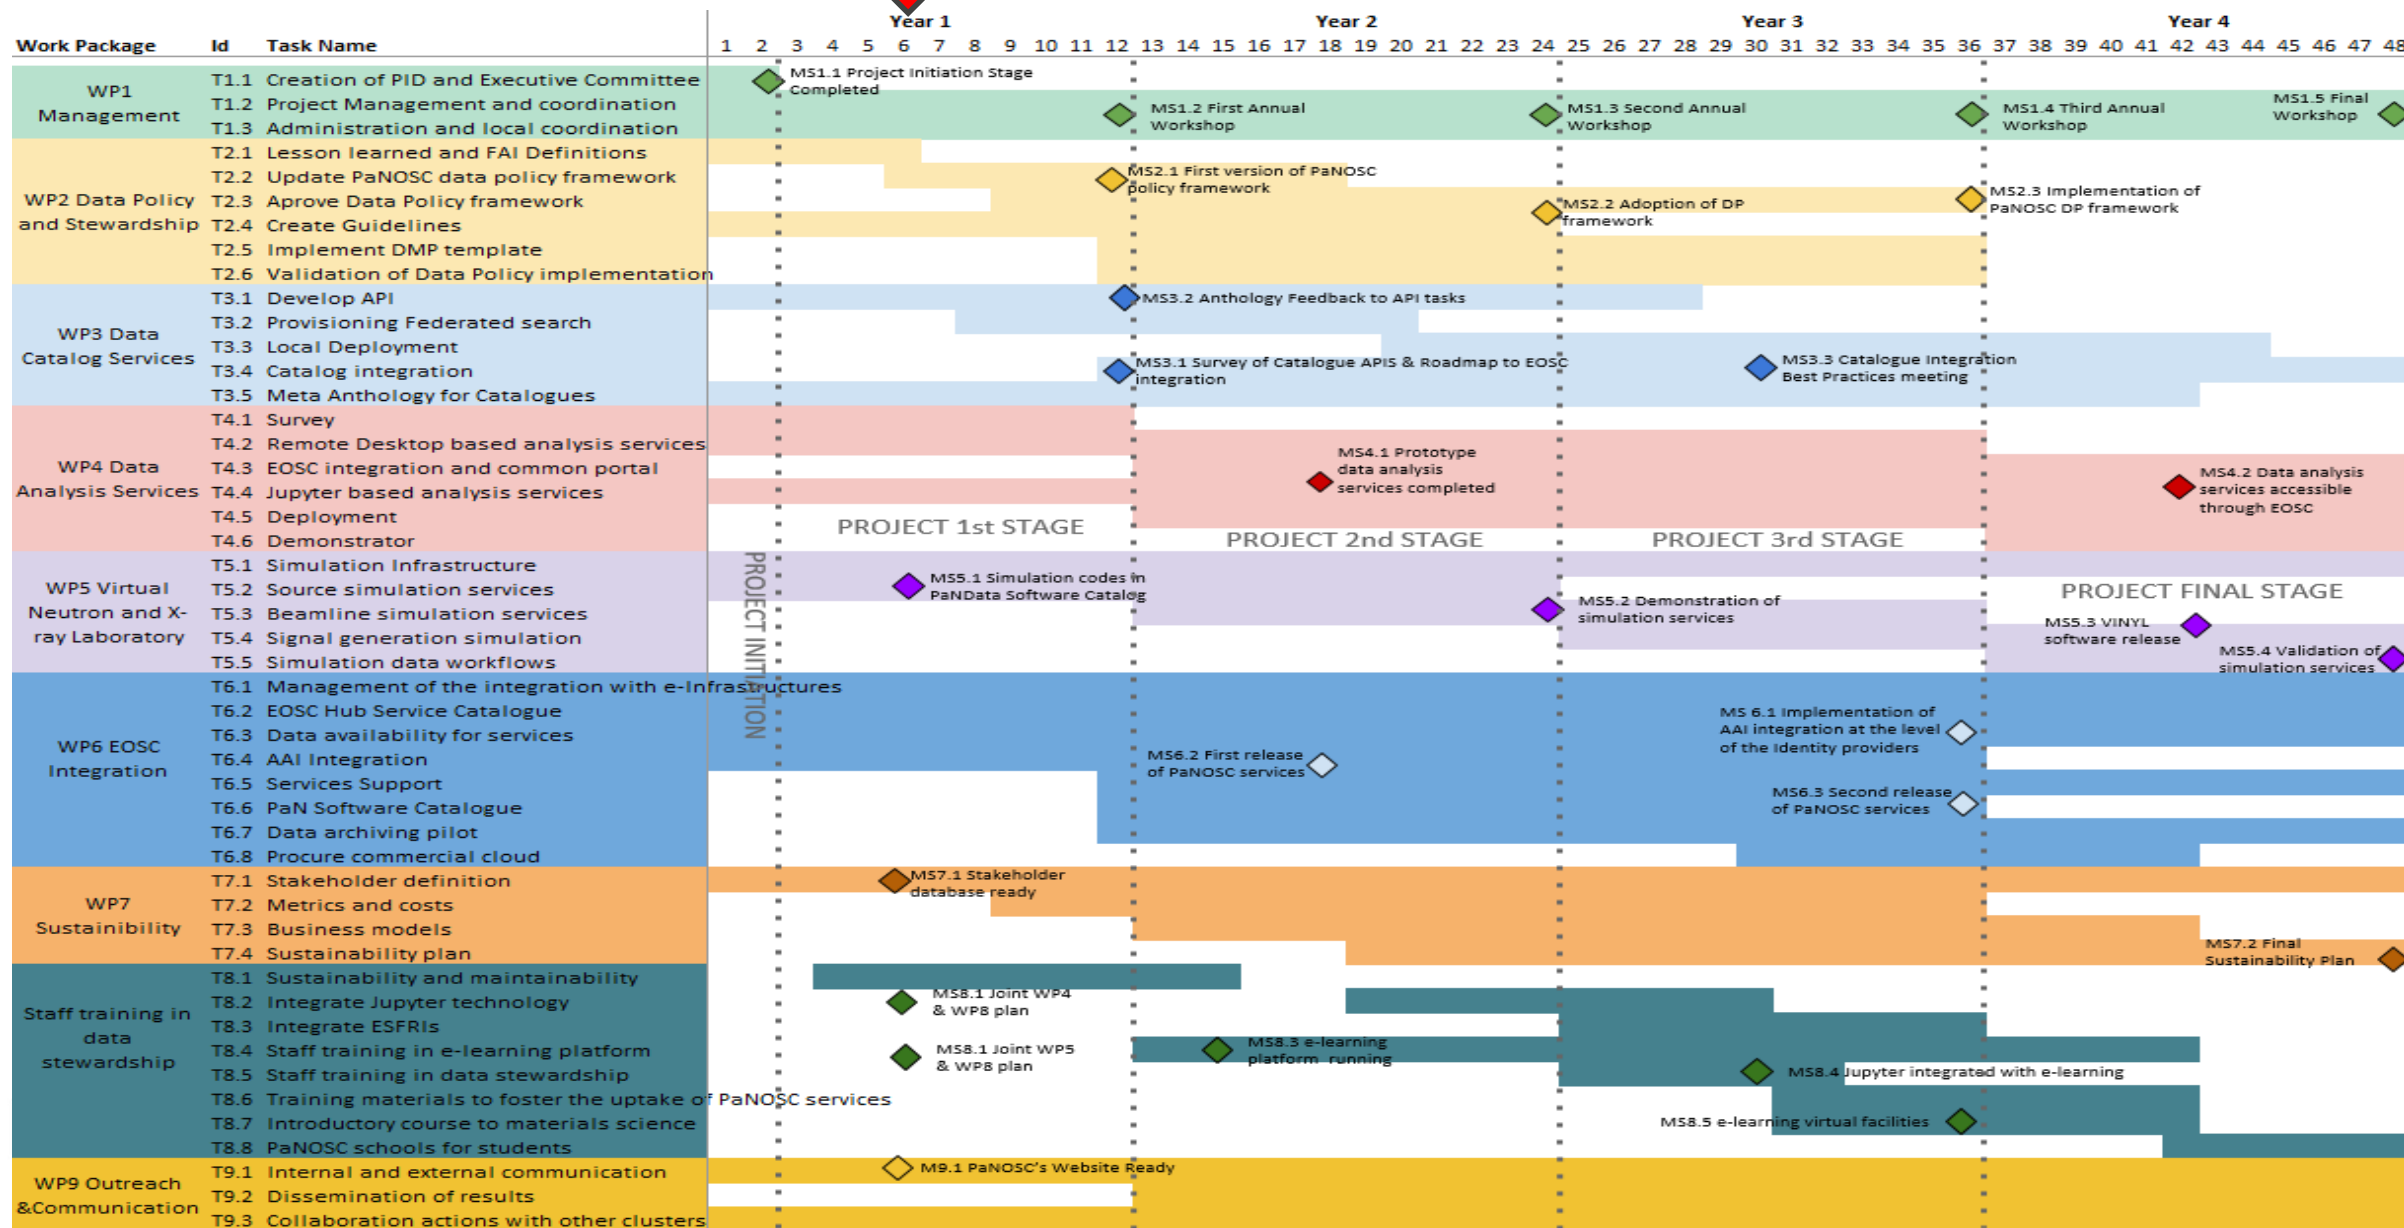 Year 1 Year 2 Year 3 Year 4
Work Package Id Task Name 1 2 3 4 5 6 7 8 9 10 11 12 13 14 15 16 17 18 19 20 21 22 23 24 25 26 27 28 29 30 31 32 33 34 35 36 37 38 39 40 41 42 43 44 45 46 47 48
WP1
Management
T1.1 Creation of PID and Executive Committee
T1.2 Project Management and coordination
T1.3 Administration and local coordination
MS1.1 Project Initiation Stage
Completed
MS1.2 First Annual
Workshop
MS1.3 Second Annual
Workshop
MS1.4 Third Annual
Workshop
MS1.5 Final
Workshop
WP2 Data Policy
and Stewardship
T2.1 Lesson learned and FAI Definitions
T2.2 Update PaNOSC data policy framework
T2.3 Aprove Data Policy framework
T2.4 Create Guidelines
T2.5 Implement DMP template
T2.6 Validation of Data Policy implementation
MS2.1 First version of PaNOSC
policy framework
MS2.2 Adoption of DP
framework
MS2.3 Implementation of
PaNOSC DP framework
WP3 Data
Catalog Services
T3.1 Develop API
T3.2 Provisioning Federated search
T3.3 Local Deployment
T3.4 Catalog integration
T3.5 Meta Anthology for Catalogues
MS3.2 Anthology Feedback to API tasks
MS3.1 Survey of Catalogue APIS & Roadmap to EOSC
integration
MS3.3 Catalogue Integration
Best Practices meeting
WP4 Data
Analysis Services
T4.1 Survey
T4.2 Remote Desktop based analysis services
T4.3 EOSC integration and common portal
T4.4 Jupyter based analysis services
T4.5 Deployment
T4.6 Demonstrator
MS4.1 Prototype
data analysis
services completed
MS4.2 Data analysis
services accessible
through EOSC
PROJECT INITIATION
PROJECT 1st STAGE
PROJECT 2nd STAGE
PROJECT 3rd STAGE
PROJECT FINAL STAGE
WP5 Virtual
Neutron and X-
ray Laboratory
T5.1 Simulation Infrastructure
T5.2 Source simulation services
T5.3 Beamline simulation services
T5.4 Signal generation simulation
T5.5 Simulation data workflows
MS5.1 Simulation codes in
PaNData Software Catalog
MS5.2 Demonstration of
simulation services
MS5.3 VINYL
software release
MS5.4 Validation of
simulation services
WP6 EOSC
Integration
T6.1 Management of the integration with e-Infrastructures
T6.2 EOSC Hub Service Catalogue
T6.3 Data availability for services
T6.4 AAI Integration
T6.5 Services Support
T6.6 PaN Software Catalogue
T6.7 Data archiving pilot
T6.8 Procure commercial cloud
MS6.2 First release
of PaNOSC services
MS 6.1 Implementation of
AAI integration at the level
of the Identity providers
MS6.3 Second release
of PaNOSC services
WP7
Sustainibility
T7.1 Stakeholder definition
T7.2 Metrics and costs
T7.3 Business models
T7.4 Sustainability plan
MS7.1 Stakeholder
database ready
MS7.2 Final
Sustainability Plan
Staff training in
data
stewardship
T8.1 Sustainability and maintainability
T8.2 Integrate Jupyter technology
T8.3 Integrate ESFRIs
T8.4 Staff training in e-learning platform
T8.5 Staff training in data stewardship
T8.6 Training materials to foster the uptake of PaNOSC services
T8.7 Introductory course to materials science
T8.8 PaNOSC schools for students
MS8.1 Joint WP4
& WP8 plan
MS8.1 Joint WP5
& WP8 plan
MS8.3 e-learning
platform running
MS8.4 Jupyter integrated with e-learning
MS8.5 e-learning virtual facilities
WP9 Outreach
&Communication
T9.1 Internal and external communication
T9.2 Dissemination of results
T9.3 Collaboration actions with other clusters
M9.1 PaNOSC's Website Ready